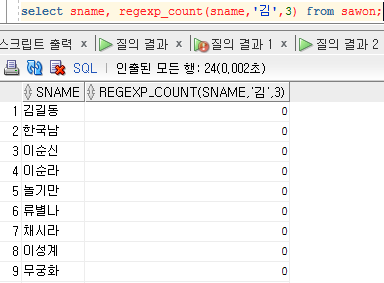 select sname, regexp_count(sname,'김',3) from sawon;
스크립트 출력 × 질의 결과 × 질의 결과 1 × 질의 결과 2
SQL | 인출된 모든 행: 24(0,002초)
SNAME REGEXP_COUNT(SNAME,'김',3)
1 김길동 0
2 한국남 0
3 이순신 0
4 이순라 0
5 놀기만 0
6 류별나 0
7 채시라 0
8 이성계 0
9 무궁화 0